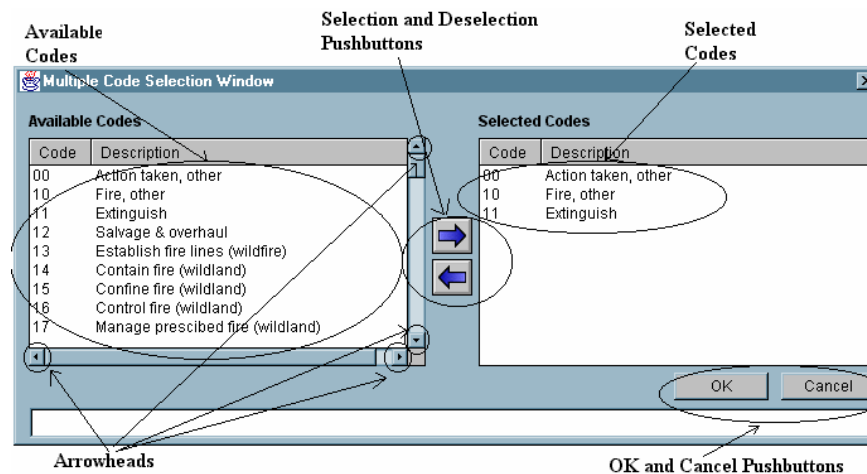 Available
Codes
Selection and Deselection
Pushbuttons
Selected
Codes
Multiple Code Selection Window
Available Codes
Code Description
00 Action taken, other
10 Fire, other
11 Extinguish
12 Salvage & overhaul
13 Establish fire lines (wildfire)
14 Contain fire (wildland)
15 Confine fire (wildland)
16 Control fire (wildland)
17 Manage prescibed fire (wildland)
Selected Codes
Code Description
00 Action taken, other
10 Fire, other
11 Extinguish
OK Cancel
Arrowheads
OK and Cancel Pushbuttons